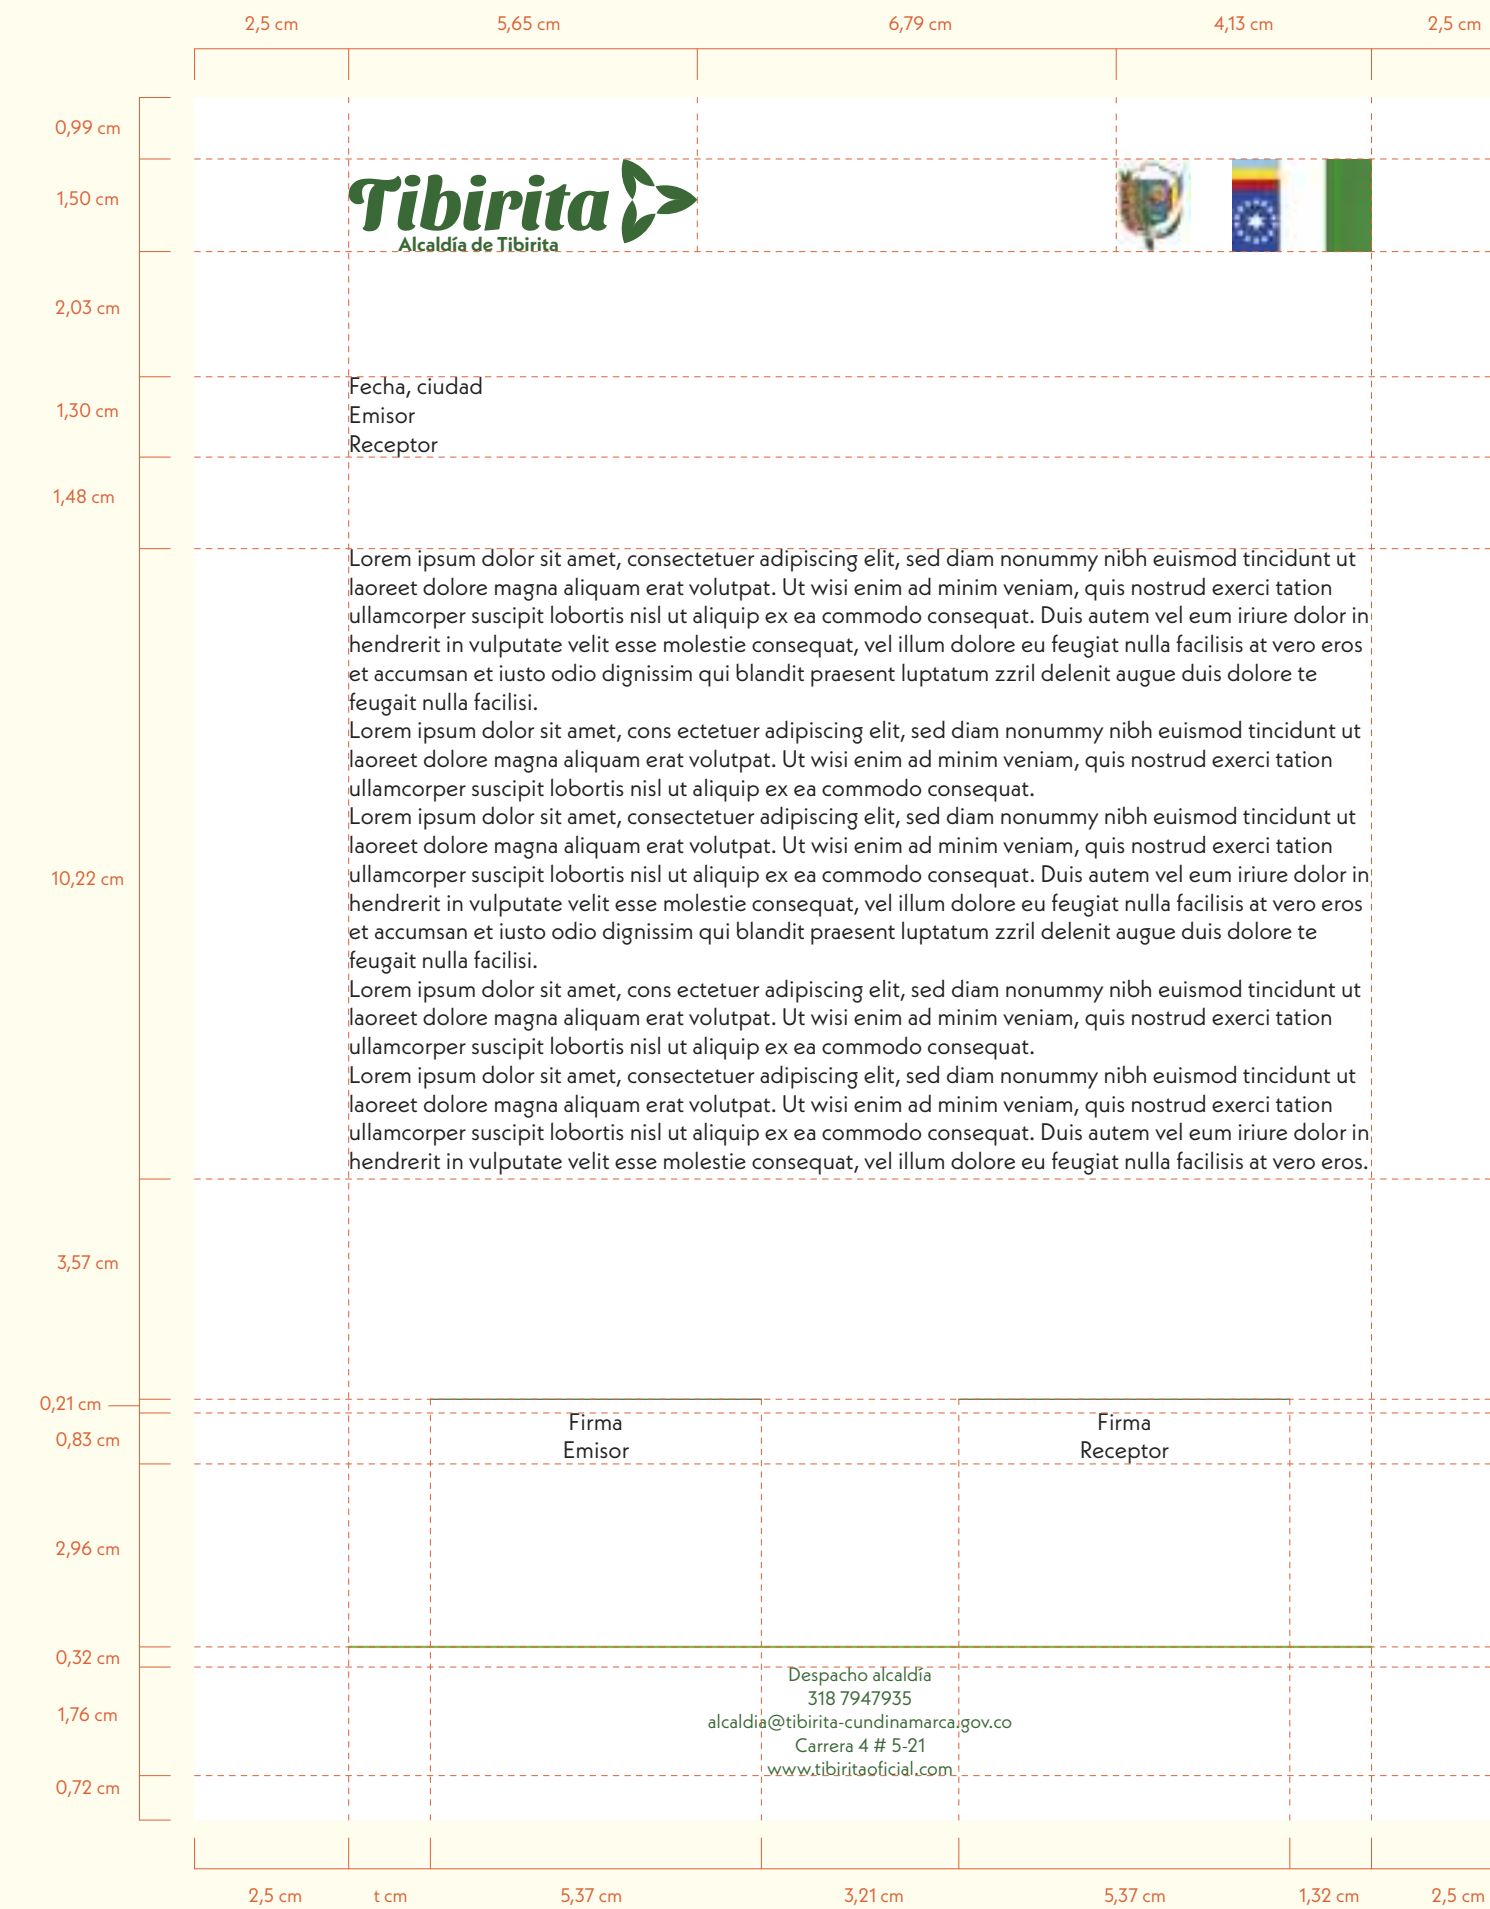 2,5 cm 5,65 cm 6,79 cm 4,13 cm 2,5 cm
0,99 cm
1,50 cm
Tibirita
Alcaldía de Tibirita
2,03 cm
1,30 cm
Fecha, ciudad
Emisor
Receptor
1,48 cm
Lorem ipsum dolor sit amet, consectetuer adipiscing elit, sed diam nonummy nibh euismod tincidunt ut
laoreet dolore magna aliquam erat volutpat. Ut wisi enim ad minim veniam, quis nostrud exerci tation
ullamcorper suscipit lobortis nisl ut aliquip ex ea commodo consequat. Duis autem vel eum iriure dolor in
hendrerit in vulputate velit esse molestie consequat, vel illum dolore eu feugiat nulla facilisis at vero eros
et accumsan et iusto odio dignissim qui blandit praesent luptatum zzril delenit augue duis dolore te
feugait nulla facilisi.
Lorem ipsum dolor sit amet, cons ectetuer adipiscing elit, sed diam nonummy nibh euismod tincidunt ut
laoreet dolore magna aliquam erat volutpat. Ut wisi enim ad minim veniam, quis nostrud exerci tation
ullamcorper suscipit lobortis nisl ut aliquip ex ea commodo consequat.
Lorem ipsum dolor sit amet, consectetuer adipiscing elit, sed diam nonummy nibh euismod tincidunt ut
laoreet dolore magna aliquam erat volutpat. Ut wisi enim ad minim veniam, quis nostrud exerci tation
10,22 cm
ullamcorper suscipit lobortis nisl ut aliquip ex ea commodo consequat. Duis autem vel eum iriure dolor in
hendrerit in vulputate velit esse molestie consequat, vel illum dolore eu feugiat nulla facilisis at vero eros
et accumsan et iusto odio dignissim qui blandit praesent luptatum zzril delenit augue duis dolore te
feugait nulla facilisi.
Lorem ipsum dolor sit amet, cons ectetuer adipiscing elit, sed diam nonummy nibh euismod tincidunt ut
laoreet dolore magna aliquam erat volutpat. Ut wisi enim ad minim veniam, quis nostrud exerci tation
ullamcorper suscipit lobortis nisl ut aliquip ex ea commodo consequat.
Lorem ipsum dolor sit amet, consectetuer adipiscing elit, sed diam nonummy nibh euismod tincidunt ut
laoreet dolore magna aliquam erat volutpat. Ut wisi enim ad minim veniam, quis nostrud exerci tation
ullamcorper suscipit lobortis nisl ut aliquip ex ea commodo consequat. Duis autem vel eum iriure dolor in
hendrerit in vulputate velit esse molestie consequat, vel illum dolore eu feugiat nulla facilisis at vero eros.
3,57 cm
0,21 cm
0,83 cm
Firma Firma
Emisor Receptor
2,96 cm
0,32 cm
Despacho alcaldía
318 7947935
1,76 cm
alcaldia@tibirita-cundinamarca.gov.co
Carrera 4 # 5-21
www.tibiritaoficial.com
0,72 cm
2,5 cm t cm 5,37 cm 3,21 cm 5,37 cm 1,32 cm 2,5 cm